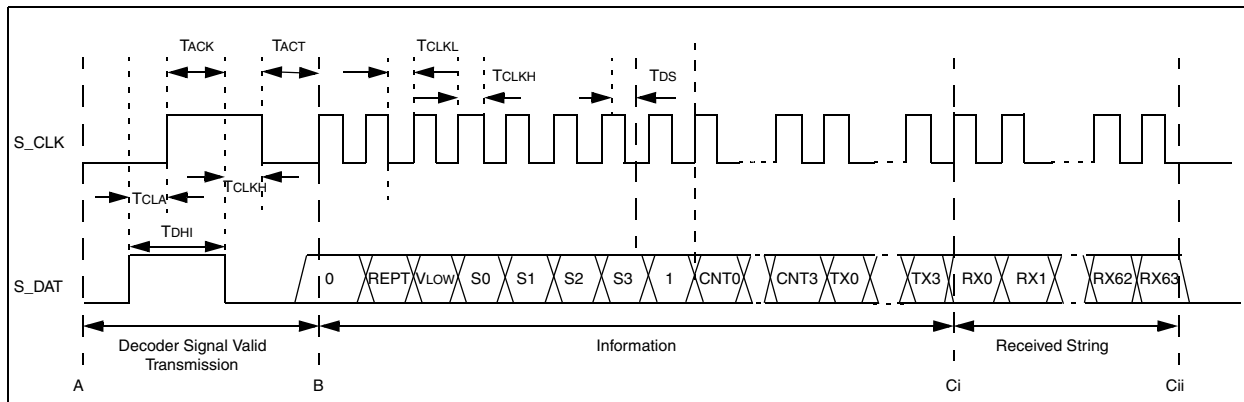 TACK TACT TCLKL
TCLKH TDS
S_CLK
TCLA TCLKH
TDHI
S_DAT 0 REPT VLOW S0 S1 S2 S3 1 CNT0 CNT3 TX0 TX3 RX0 RX1 RX62 RX63
Decoder Signal Valid Transmission
Information
Received String
A B Ci Cii